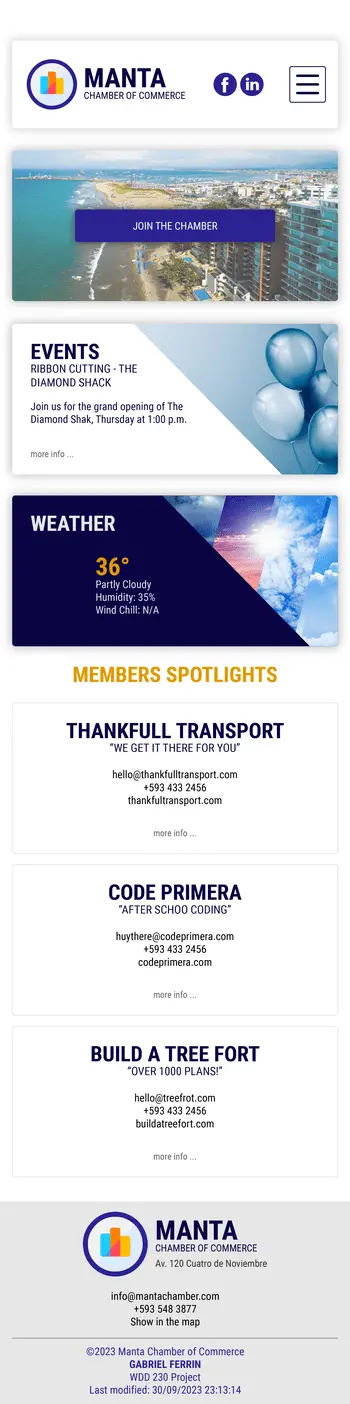 MANTA
CHAMBER OF COMMERCE
JOIN THE CHAMBER
EVENTS
RIBBON CUTTING - THE
DIAMOND SHACK
Join us for the grand opening of The
Diamond Shak, Thursday at 1:00 p.m.
more info ...
WEATHER
36°
Partly Cloudy
Humidity: 35%
Wind Chill: N/A
MEMBERS SPOTLIGHTS
THANKFULL TRANSPORT
“WE GET IT THERE FOR YOU”
hello@thankfulltransport.com
+593 433 2456
thankfultransport.com
more info ...
CODE PRIMERA
“AFTER SCHOO CODING”
huythere@codeprimera.com
+593 433 2456
codeprimera.com
more info ...
BUILD A TREE FORT
“OVER 1000 PLANS!”
hello@treefrot.com
+593 433 2456
buildatreefort.com
more info ...
MANTA
CHAMBER OF COMMERCE
Av. 120 Cuatro de Noviembre
info@mantachamber.com
+593 548 3877
Show in the map
©2023 Manta Chamber of Commerce
GABRIEL FERRIN
WDD 230 Project
Last modified: 30/09/2023 23:13:14